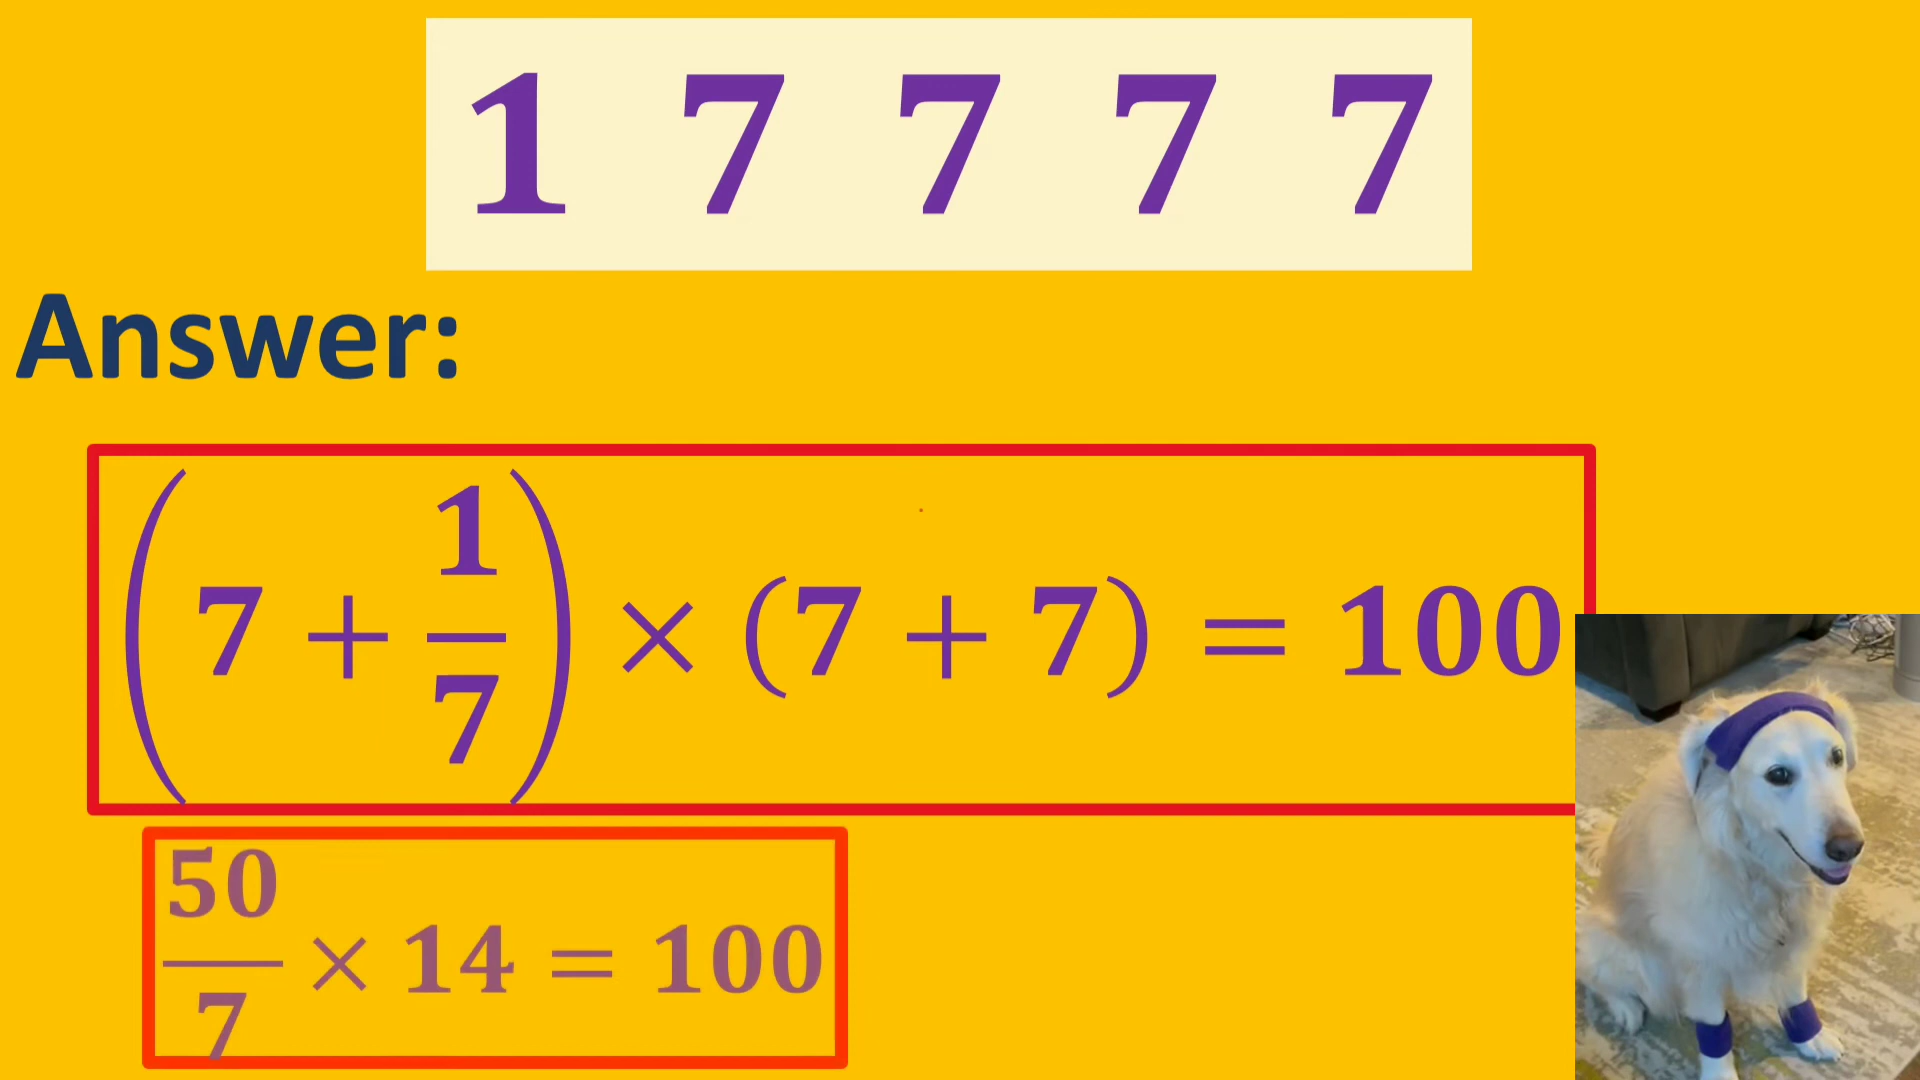 1 7 7 7 7
Answer:
(7 + 1/7) × (7 + 7) = 100
50/7 × 14 = 100